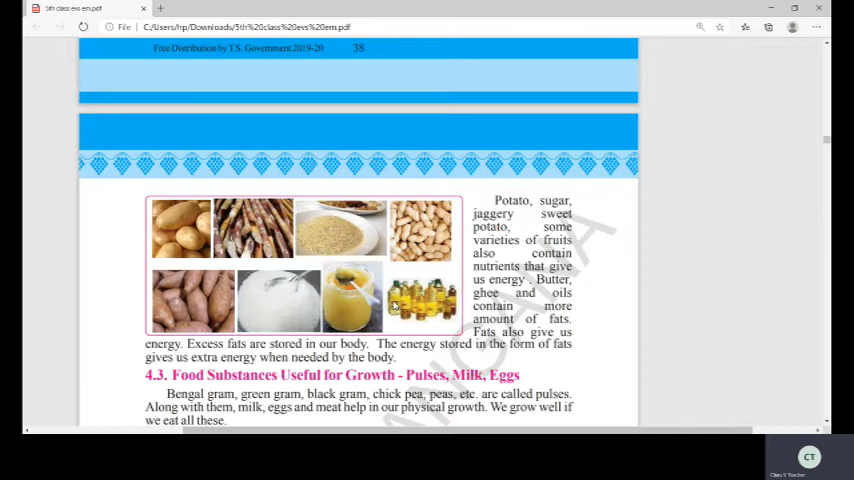 5th class evs em.pdf
File C:/Users/hp/Downloads/5th%20class%20evs%20em.pdf
Free Distribution by T.S. Government 2019-20 38
Potato, sugar,
jaggery sweet
potato, some
varieties of fruits
also contain
nutrients that give
us energy . Butter,
ghee and oils
contain more
amount of fats.
Fats also give us
energy. Excess fats are stored in our body. The energy stored in the form of fats
gives us extra energy when needed by the body.
4.3. Food Substances Useful for Growth - Pulses, Milk, Eggs
Bengal gram, green gram, black gram, chick pea, peas, etc. are called pulses.
Along with them, milk, eggs and meat help in our physical growth. We grow well if
we eat all these.
CT
Class V Teacher